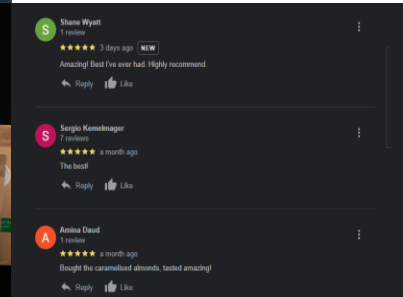 S
Shane Wyatt
1 review
3 days ago NEW
Amazing! Best I've ever had. Highly recommend.
Reply Like
S
Sergio Kemelmager
7 reviews
a month ago
The best!
Reply Like
A
Amina Daud
1 review
a month ago
Bought the caramelised almonds, tasted amazing!
Reply Like